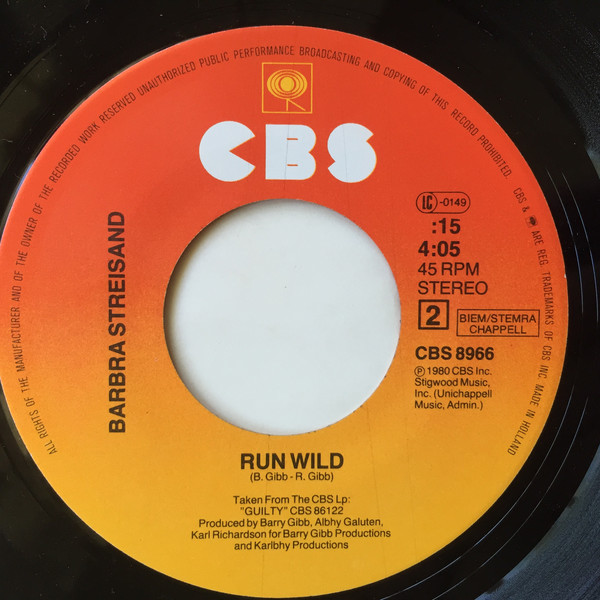 ALL RIGHTS OF THE MANUFACTURER AND OF THE OWNER OF THE RECORDED WORK RESERVED UNAUTHORIZED PUBLIC PERFORMANCE BROADCASTING AND COPYING OF THIS RECORD PROHIBITED. CBS & ARE REG. TRADEMARKS OF CBS INC. MADE IN HOLLAND
CBS
BARBRA STREISAND
LC-0149
:15
4:05
45 RPM
STEREO
2
BIEM/STEMRA
CHAPPELL
CBS 8966
℗ 1980 CBS Inc.
Stigwood Music,
Inc. (Unichappell
Music, Admin.)
RUN WILD
(B. Gibb - R. Gibb)
Taken From The CBS Lp:
"GUILTY" CBS 86122
Produced by Barry Gibb, Albhy Galuten,
Karl Richardson for Barry Gibb Productions
and Karlbhy Productions